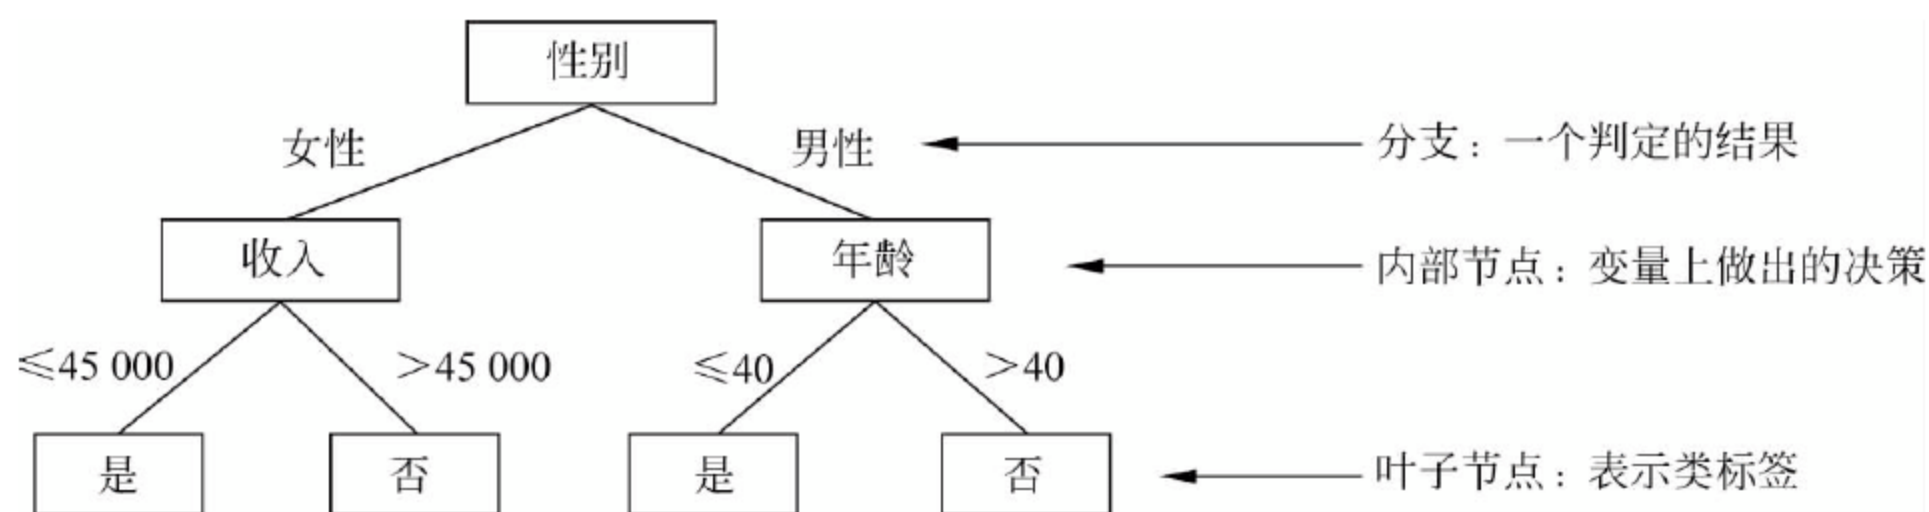 性别
女性
男性
分支：一个判定的结果
收入
年龄
内部节点：变量上做出的决策
≤45 000
>45 000
≤40
>40
是
否
是
否
叶子节点：表示类标签